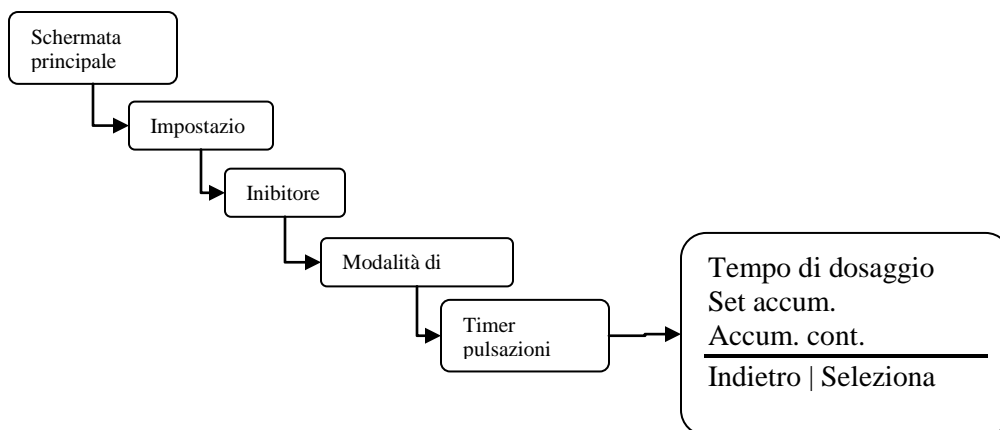 Schermata
principale
Impostazio
Inibitore
Modalità di
Timer
pulsazioni
Tempo di dosaggio
Set accum.
Accum. cont.
Indietro | Seleziona